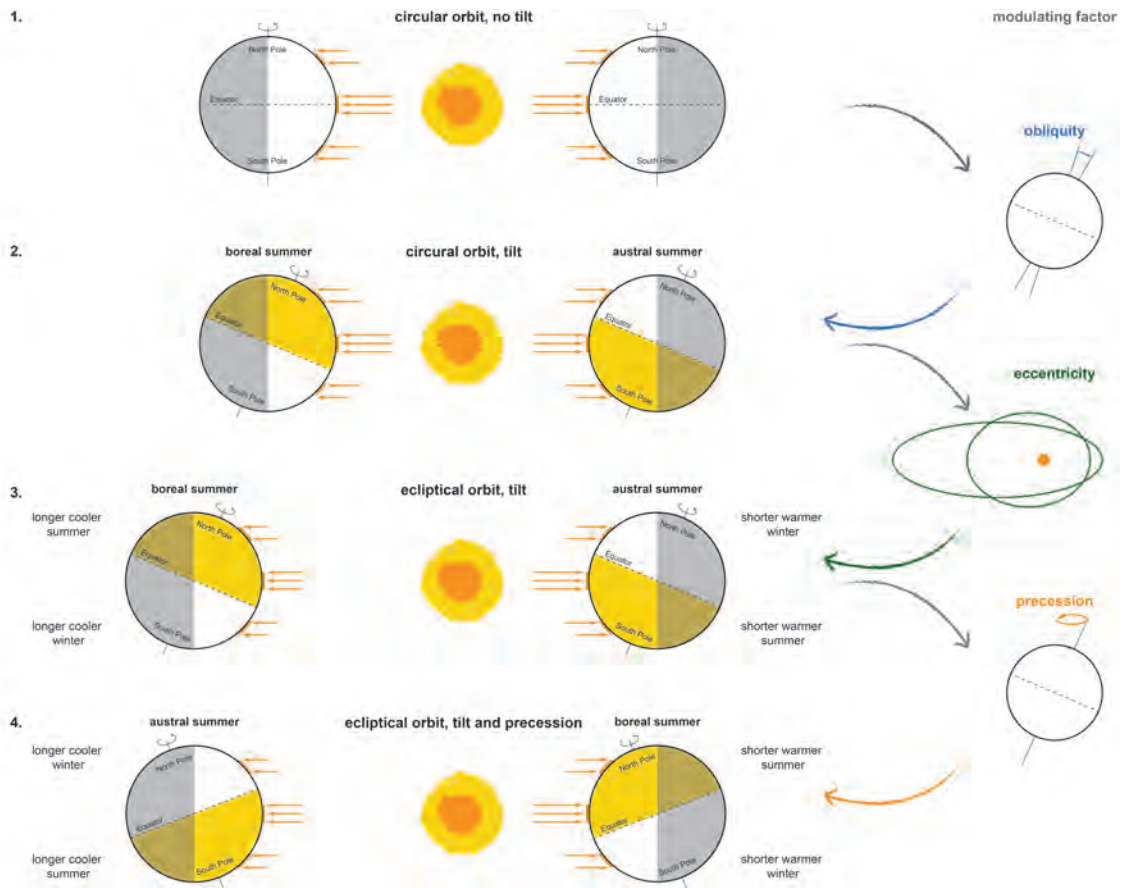 1.
circular orbit, no tilt
modulating factor
North Pole
Equator
South Pole
North Pole
Equator
South Pole
obliquity
2.
boreal summer
circural orbit, tilt
austral summer
North Pole
Equator
South Pole
North Pole
Equator
South Pole
eccentricity
3.
boreal summer
ecliptical orbit, tilt
austral summer
longer cooler
summer
North Pole
Equator
South Pole
longer cooler
winter
North Pole
Equator
South Pole
shorter warmer
winter
shorter warmer
summer
precession
4.
austral summer
ecliptical orbit, tilt and precession
boreal summer
longer cooler
winter
North Pole
Equator
South Pole
longer cooler
summer
North Pole
Equator
South Pole
shorter warmer
summer
shorter warmer
winter